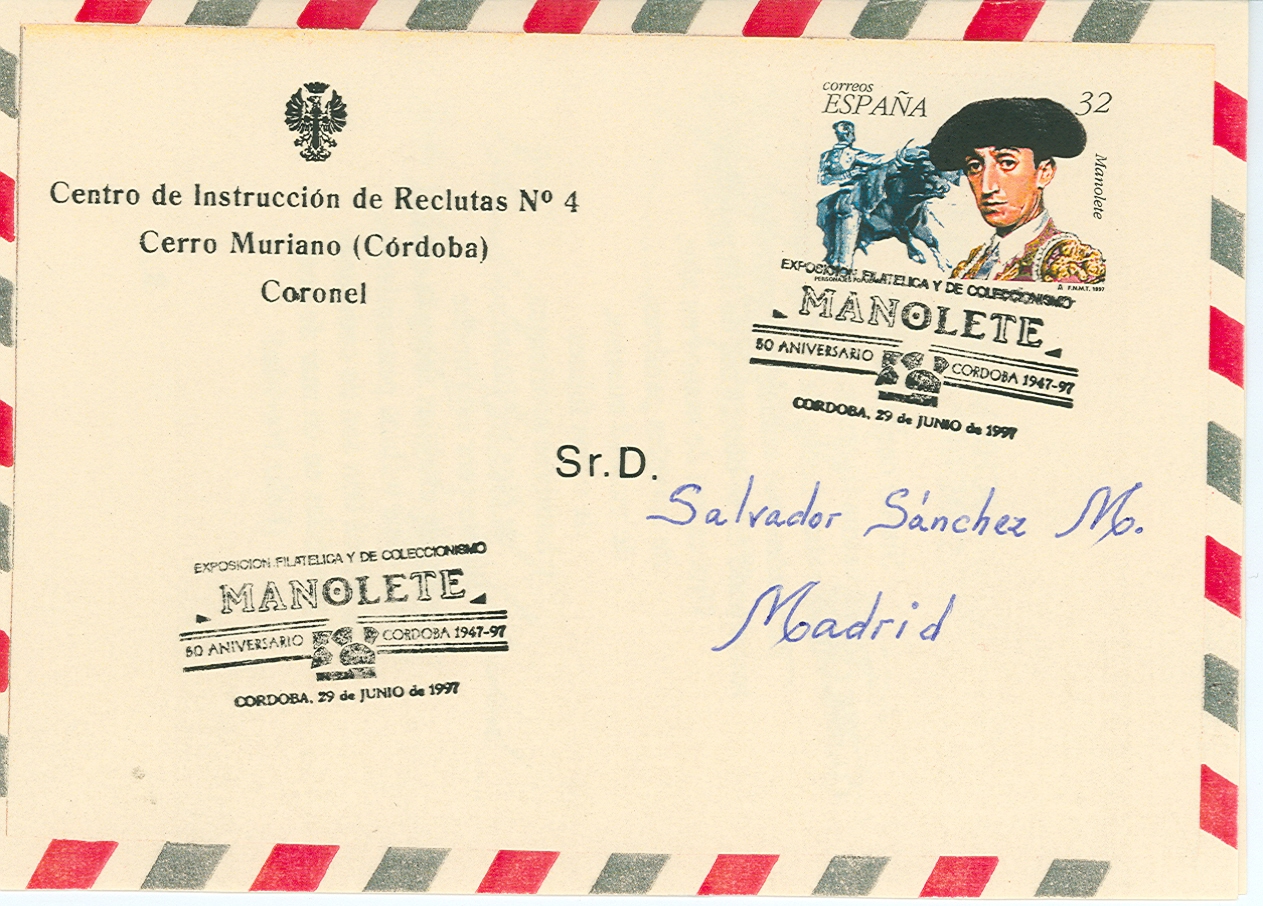 Centro de Instrucción de Reclutas Nº 4
Cerro Muriano (Córdoba)
Coronel
correos
ESPAÑA
32
Manolete
F.N.M.T. 1997
EXPOSICION FILATELICA Y DE COLECCIONISMO
MANOLETE
50 ANIVERSARIO CORDOBA 1947-97
CORDOBA, 29 de JUNIO de 1997
Sr. D.
Salvador Sánchez M.
Madrid
EXPOSICION FILATELICA Y DE COLECCIONISMO
MANOLETE
50 ANIVERSARIO CORDOBA 1947-97
CORDOBA, 29 de JUNIO de 1997